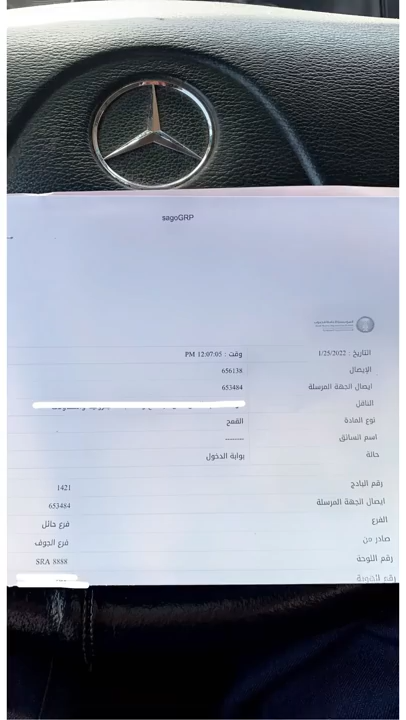 sagoGRP
التاريخ : 1/25/2022 وقت : 12:07:05 PM
الإيصال 656138
ايصال الجهة المرسلة 653484
الناقل
نوع المادة القمح
اسم السائق --------
حالة بوابة الدخول
رقم البادج 1421
ايصال الجهة المرسلة 653484
الفرع فرع حائل
صادر من فرع الجوف
رقم اللوحة SRA 8888
رقم